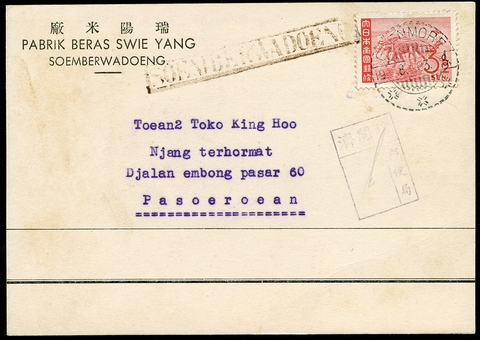 廠米陽瑞
PABRIK BERAS SWIE YANG
SOEMBERWADOENG.
SOEMBERWADOENG
Toean2 Toko King Hoo
Njang terhormat
Djalan embong pasar 60
Pasoeroean